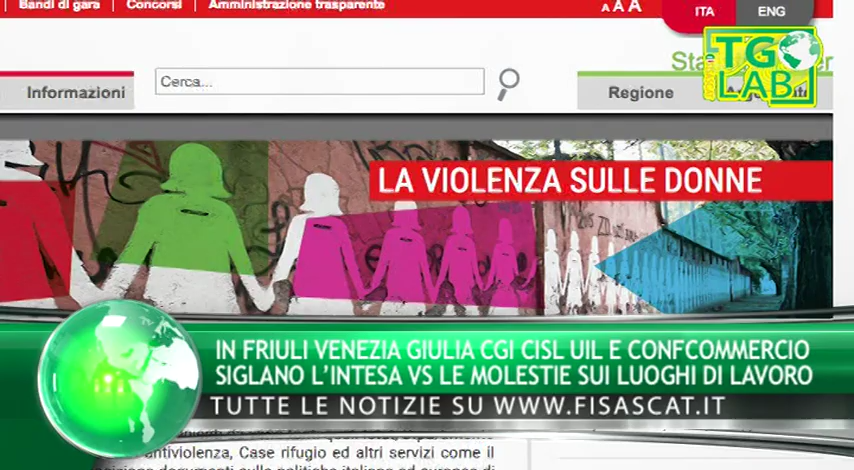 Bandi di gara
Concorsi
Amministrazione trasparente
A A A
ITA
ENG
TG
LAB
Informazioni
Cerca...
Regione
LA VIOLENZA SULLE DONNE
IN FRIULI VENEZIA GIULIA CGI CISL UIL E CONFCOMMERCIO
SIGLANO L'INTESA VS LE MOLESTIE SUI LUOGHI DI LAVORO
TUTTE LE NOTIZIE SU WWW.FISASCAT.IT
antiviolenza, Case rifugio ed altri servizi come il